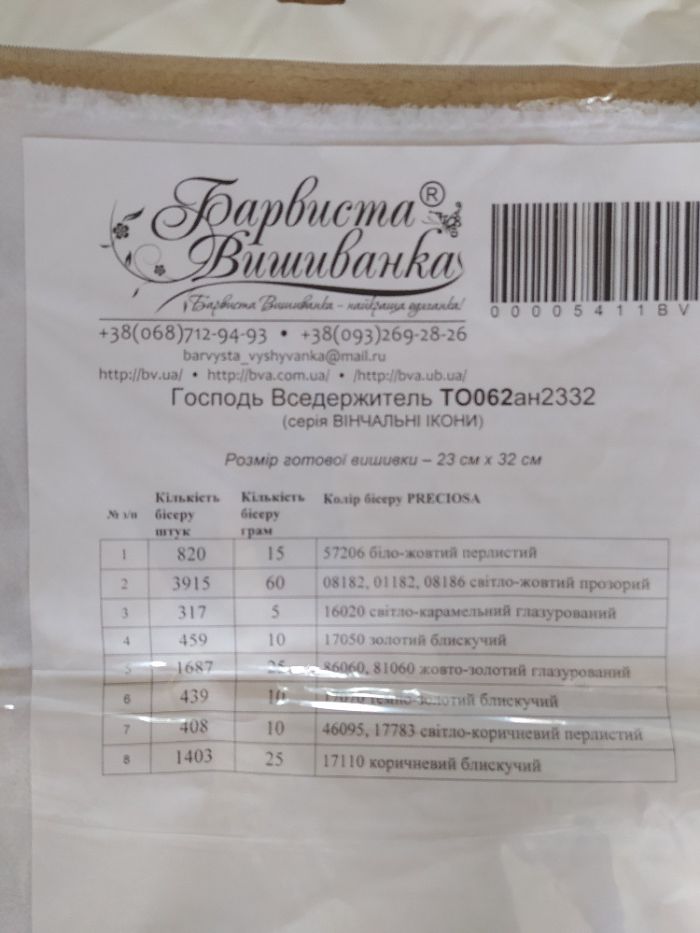 Барвиста®
Вишиванка
Барвиста Вишиванка – найкраща вдяганка!
00005411BV
+38(068)712-94-93 • +38(093)269-28-26
barvysta_vyshyvanka@mail.ru
http://bv.ua/ • http://bva.com.ua/ • /http://bva.ub.ua/
Господь Вседержитель ТО062ан2332
(серія ВІНЧАЛЬНІ ІКОНИ)
Розмір готової вишивки – 23 см х 32 см
№ з/п Кількість бісеру штук Кількість бісеру грам Колір бісеру PRECIOSA
1 820 15 57206 біло-жовтий перлистий
2 3915 60 08182, 01182, 08186 світло-жовтий прозорий
3 317 5 16020 світло-карамельний глазурований
4 459 10 17050 золотий блискучий
5 1687 25 86060, 81060 жовто-золотий глазурований
6 439 10 17070 темно-золотий блискучий
7 408 10 46095, 17783 світло-коричневий перлистий
8 1403 25 17110 коричневий блискучий